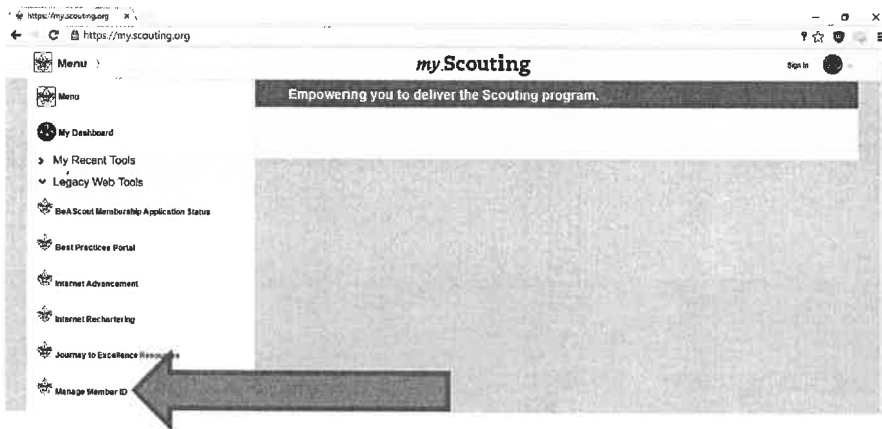 https://my.scouting.org x
https://my.scouting.org
Menu
my.Scouting
Sign In
Menu
Empowering you to deliver the Scouting program.
My Dashboard
My Recent Tools
Legacy Web Tools
BeAScout Membership Application Status
Best Practices Portal
Internet Advancement
Internet Rechartering
Journey to Excellence Resources
Manage Member ID